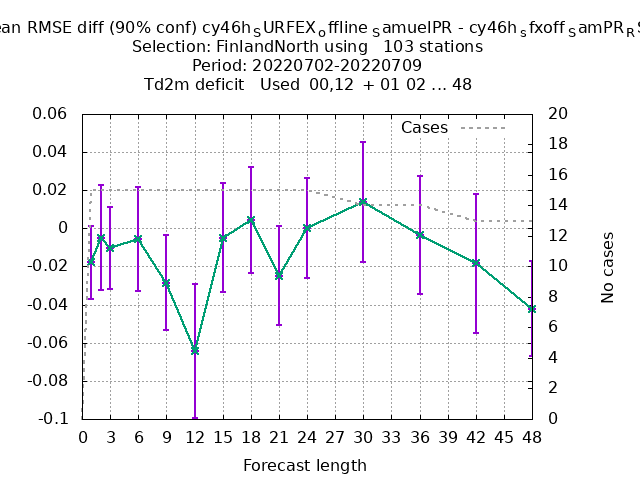 ean RMSE diff (90% conf) cy46h_SURFEX_offline_SamuelPR - cy46h_sfxoff_SamPR_RS
Selection: FinlandNorth using   103 stations
Period: 20220702-20220709
Td2m deficit   Used  00,12  + 01 02 ... 48
Cases
0.06
0.04
0.02
0
-0.02
-0.04
-0.06
-0.08
-0.1
20
18
16
14
12
10
8
6
4
2
0
No cases
0 3 6 9 12 15 18 21 24 27 30 33 36 39 42 45 48
Forecast length